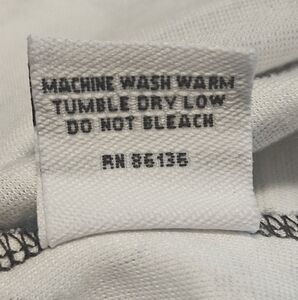 MACHINE WASH WARM
TUMBLE DRY LOW
DO NOT BLEACH
RN 86136